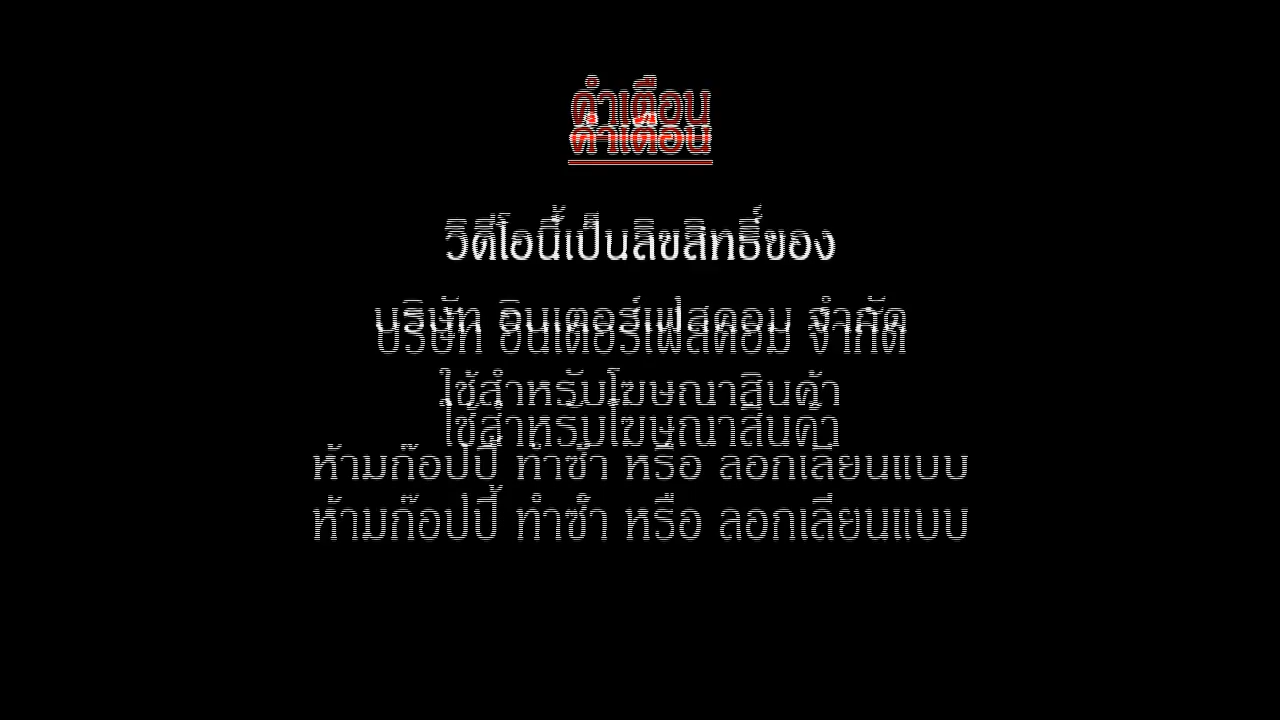 คำเตือน
วิดีโอนี้เป็นลิขสิทธิ์ของ
บริษัท อินเตอร์เฟสคอม จำกัด
ใช้สำหรับโฆษณาสินค้า
ห้ามก๊อปปี้ ทำซ้ำ หรือ ลอกเลียนแบบ